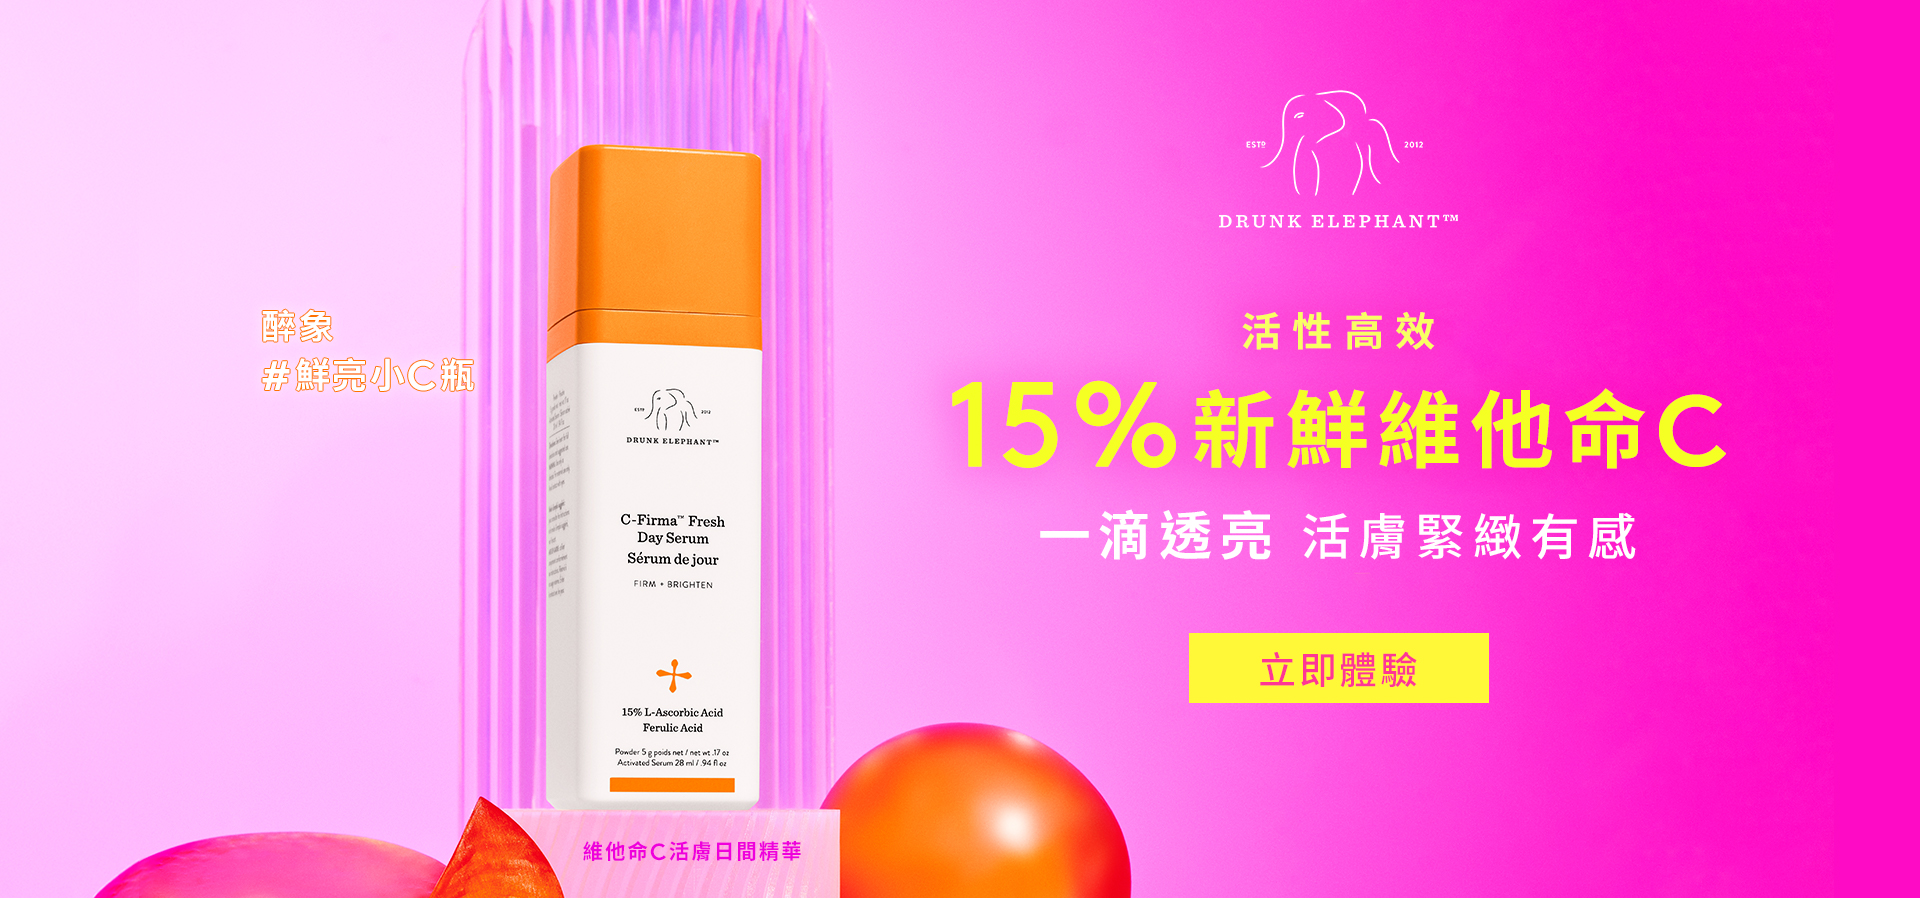 醉象
#鮮亮小C瓶
ESTD 2012
DRUNK ELEPHANT™
C-Firma™ Fresh
Day Serum
Sérum de jour
FIRM + BRIGHTEN
15% L-Ascorbic Acid
Ferulic Acid
Powder 5 g poids net / net wt .17 oz
Activated Serum 28 ml / .94 fl oz
維他命C活膚日間精華
ESTD 2012
DRUNK ELEPHANT™
活性高效
15%新鮮維他命C
一滴透亮 活膚緊緻有感
立即體驗